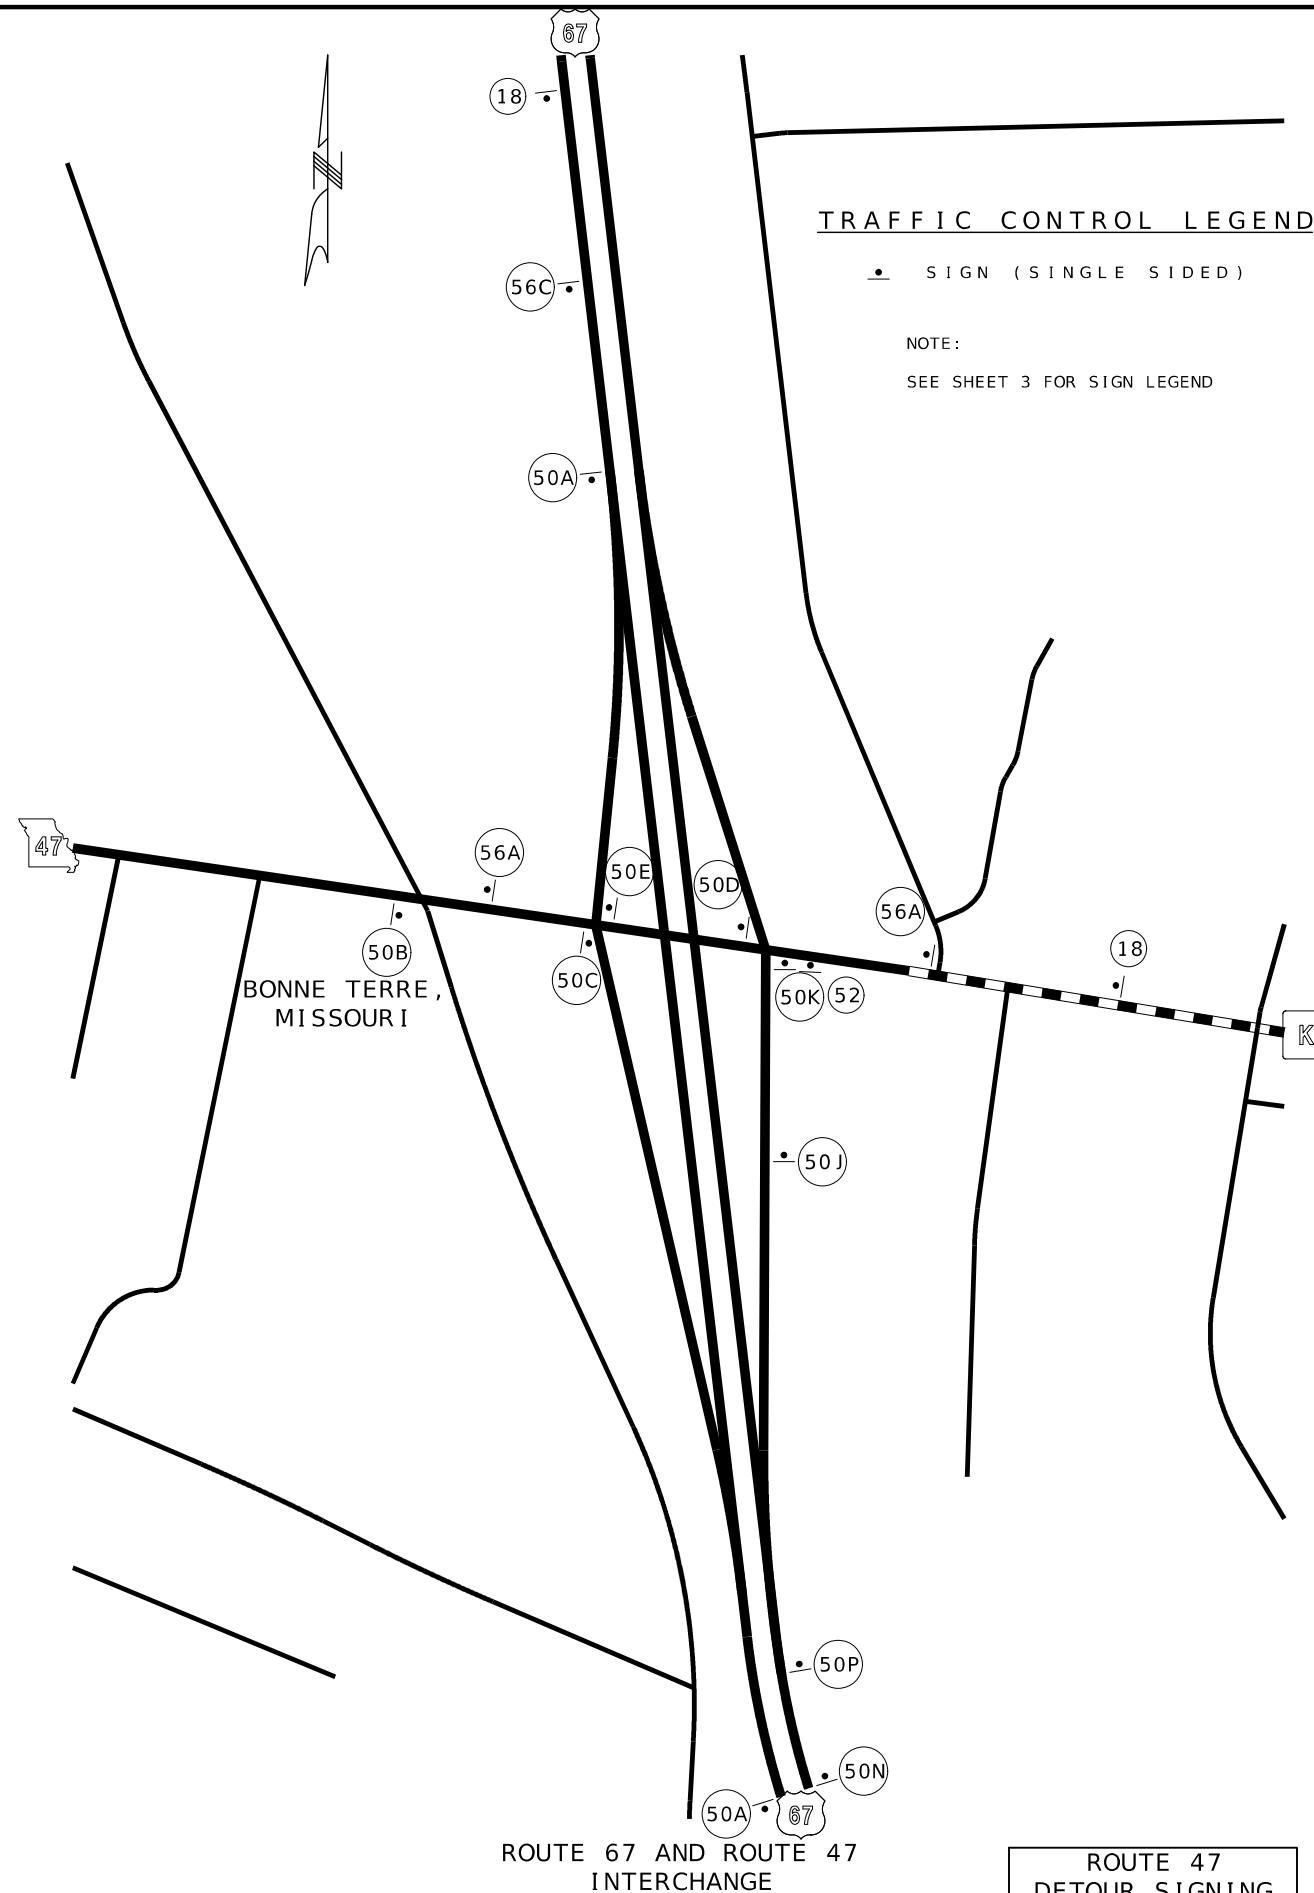 67
18
N
TRAFFIC CONTROL LEGEND
SIGN (SINGLE SIDED)
56C
NOTE:
SEE SHEET 3 FOR SIGN LEGEND
50A
47
56A
50E
50D
56A
50B
50C
50K
52
18
K
BONNE TERRE,
MISSOURI
50J
50P
50N
50A
67
ROUTE 67 AND ROUTE 47
INTERCHANGE
ROUTE 47
DETOUR SIGNING